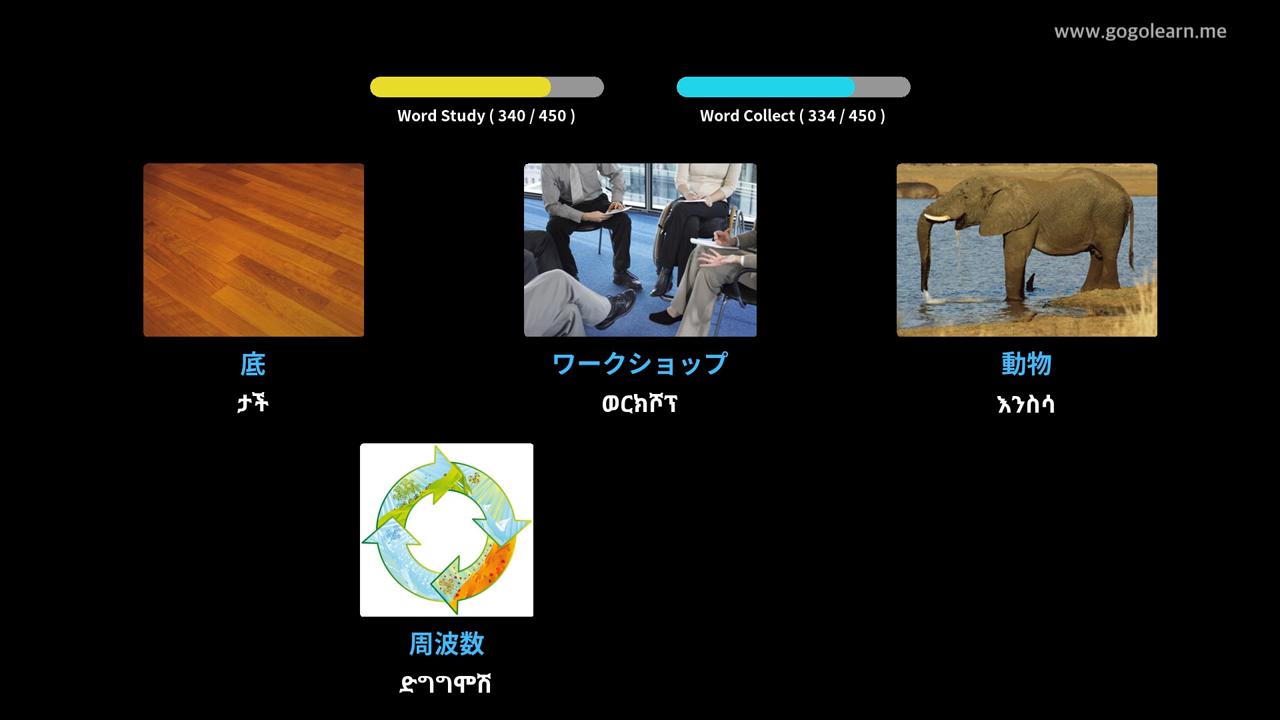 www.gogolearn.me
Word Study ( 340 / 450 )
Word Collect ( 334 / 450 )
底
ታች
ワークショップ
ወርክሾፕ
動物
እንስሳ
周波数
ድግግሞሽ